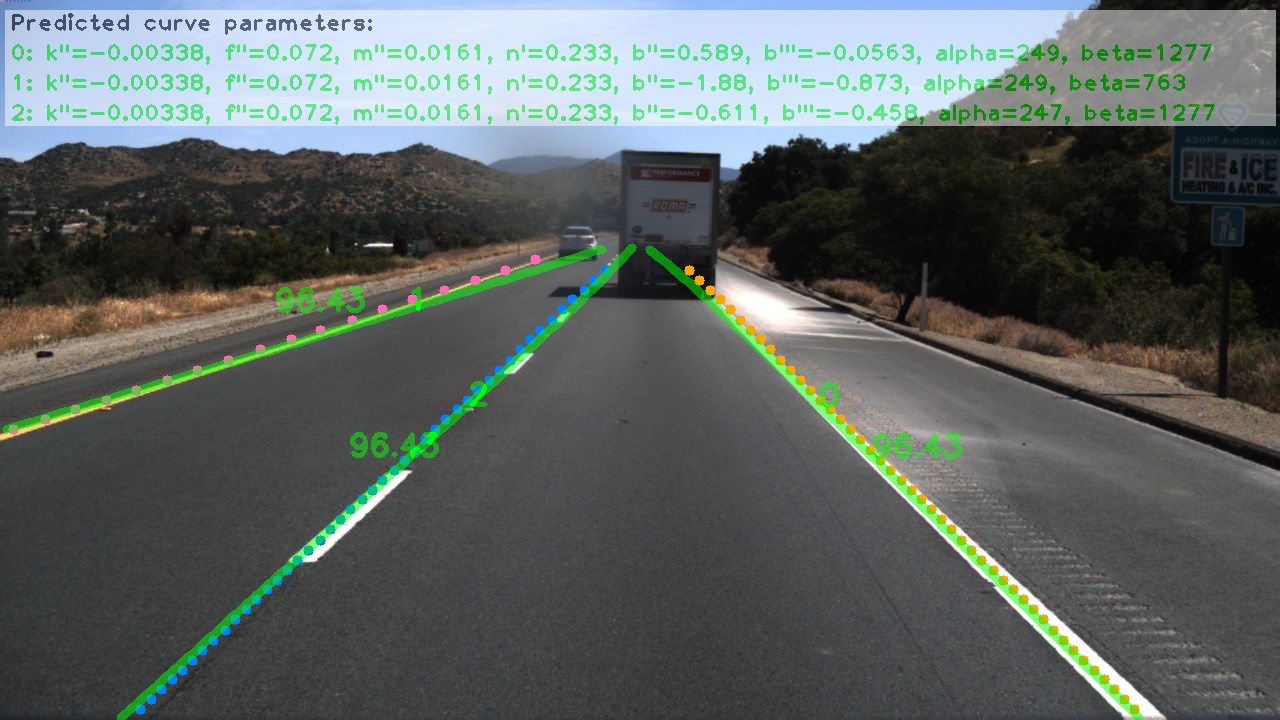 Predicted curve parameters:
0: k''=-0.00338, f''=0.072, m''=0.0161, n'=0.233, b''=0.589, b'''=-0.0563, alpha=249, beta=1277
1: k''=-0.00338, f''=0.072, m''=0.0161, n'=0.233, b''=-1.88, b'''=-0.873, alpha=249, beta=763
2: k''=-0.00338, f''=0.072, m''=0.0161, n'=0.233, b''=-0.611, b'''=-0.458, alpha=247, beta=1277
ADOPT-A-HIGHWAY
FIRE & ICE
HEATING & A/C INC.
PERFORMANCE
ROMA
96.43 1
2
0
96.43
96.43